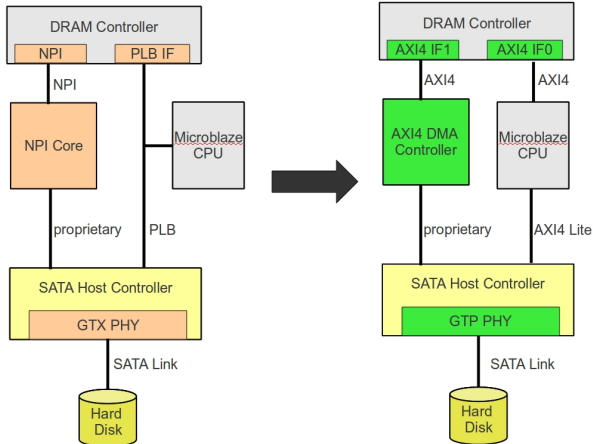 DRAM Controller
NPI
PLB IF
NPI
NPI Core
Microblaze
CPU
proprietary
PLB
SATA Host Controller
GTX PHY
SATA Link
Hard
Disk
DRAM Controller
AXI4 IF1
AXI4 IF0
AXI4
AXI4
AXI4 DMA
Controller
Microblaze
CPU
proprietary
AXI4 Lite
SATA Host Controller
GTP PHY
SATA Link
Hard
Disk